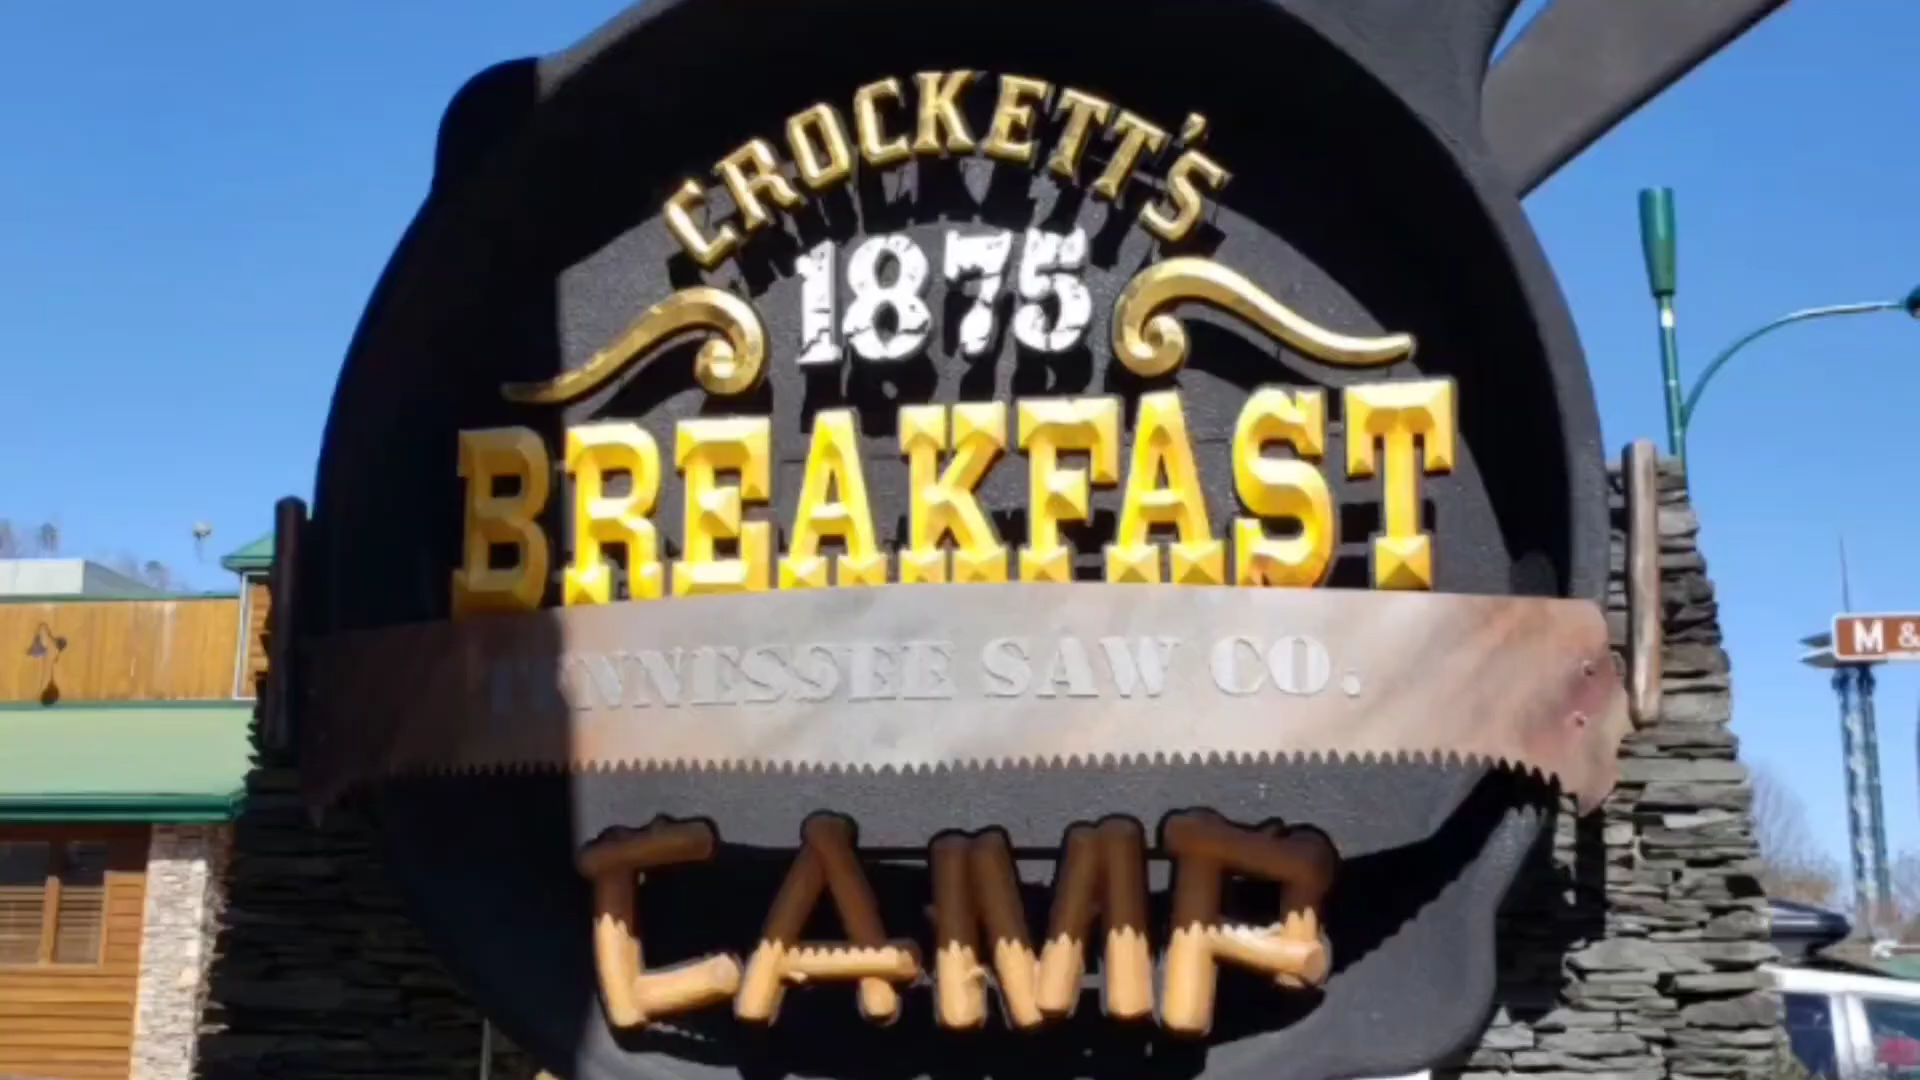 CROCKETT'S
1875
BREAKFAST
TENNESSEE SAW CO.
CAMP
M &